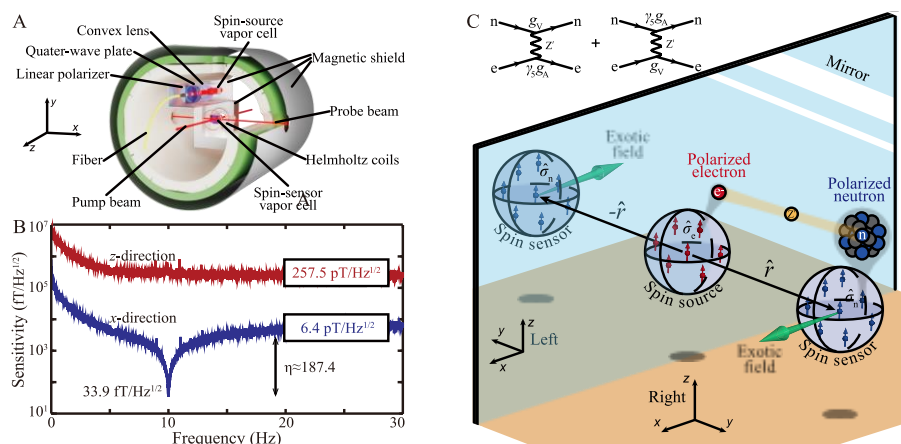 A
Convex lens
Quater-wave plate
Linear polarizer
Spin-source
vapor cell
Magnetic shield
Probe beam
Helmholtz coils
Spin-sensor
vapor cell
A
Fiber
Pump beam
y
x
z
B
Sensitivity (fT/Hz^{1/2})
10^7
10^5
10^3
10^1
z-direction
257.5 pT/Hz^{1/2}
x-direction
6.4 pT/Hz^{1/2}
η≈187.4
33.9 fT/Hz^{1/2}
0
10
20
30
Frequency (Hz)
C
n g_V n
Z'
e γ_5g_A e
+
n γ_5g_A n
Z'
e g_V e
Mirror
Exotic
field
σ̂_n
Spin sensor
-r̂
Polarized
electron
e-
Polarized
neutron
n
σ̂_e
Spin source
r̂
σ̂_n
Spin sensor
Exotic
field
z
y
x
Left
Right
z
x
y